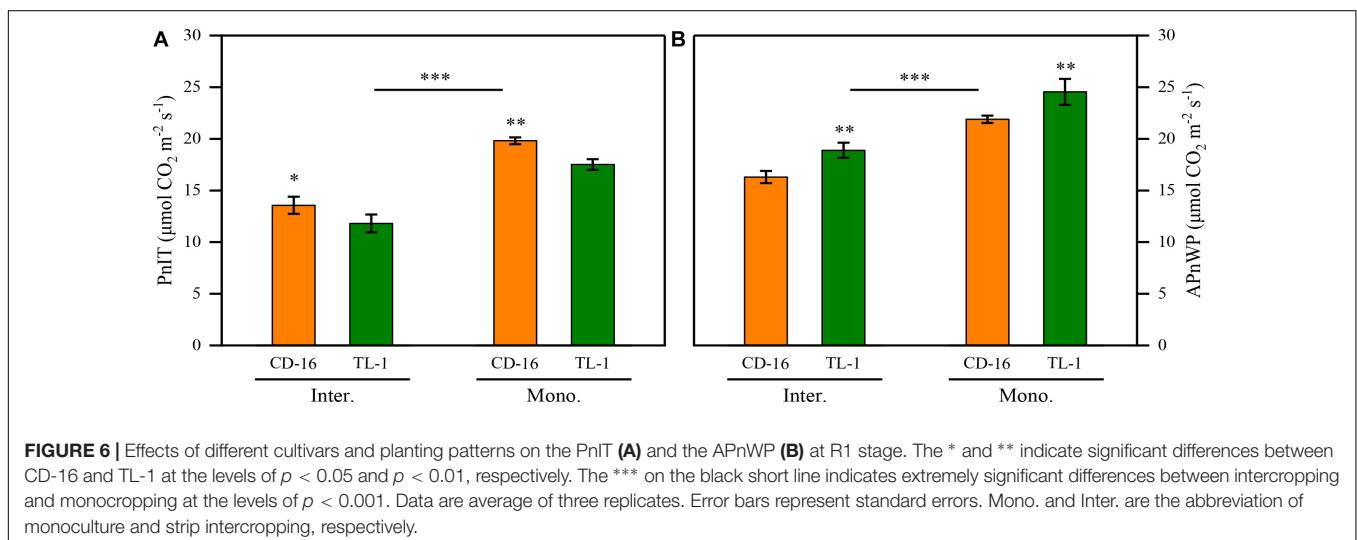 A
B
30
25
20
15
10
5
0
PnIT (μmol CO₂ m⁻² s⁻¹)
*
***
**
CD-16 TL-1 CD-16 TL-1
Inter. Mono.
**
***
**
CD-16 TL-1 CD-16 TL-1
Inter. Mono.
30
25
20
15
10
5
0
APnWP (μmol CO₂ m⁻² s⁻¹)
FIGURE 6 | Effects of different cultivars and planting patterns on the PnIT (A) and the APnWP (B) at R1 stage. The * and ** indicate significant differences between
CD-16 and TL-1 at the levels of p < 0.05 and p < 0.01, respectively. The *** on the black short line indicates extremely significant differences between intercropping
and monocropping at the levels of p < 0.001. Data are average of three replicates. Error bars represent standard errors. Mono. and Inter. are the abbreviation of
monoculture and strip intercropping, respectively.